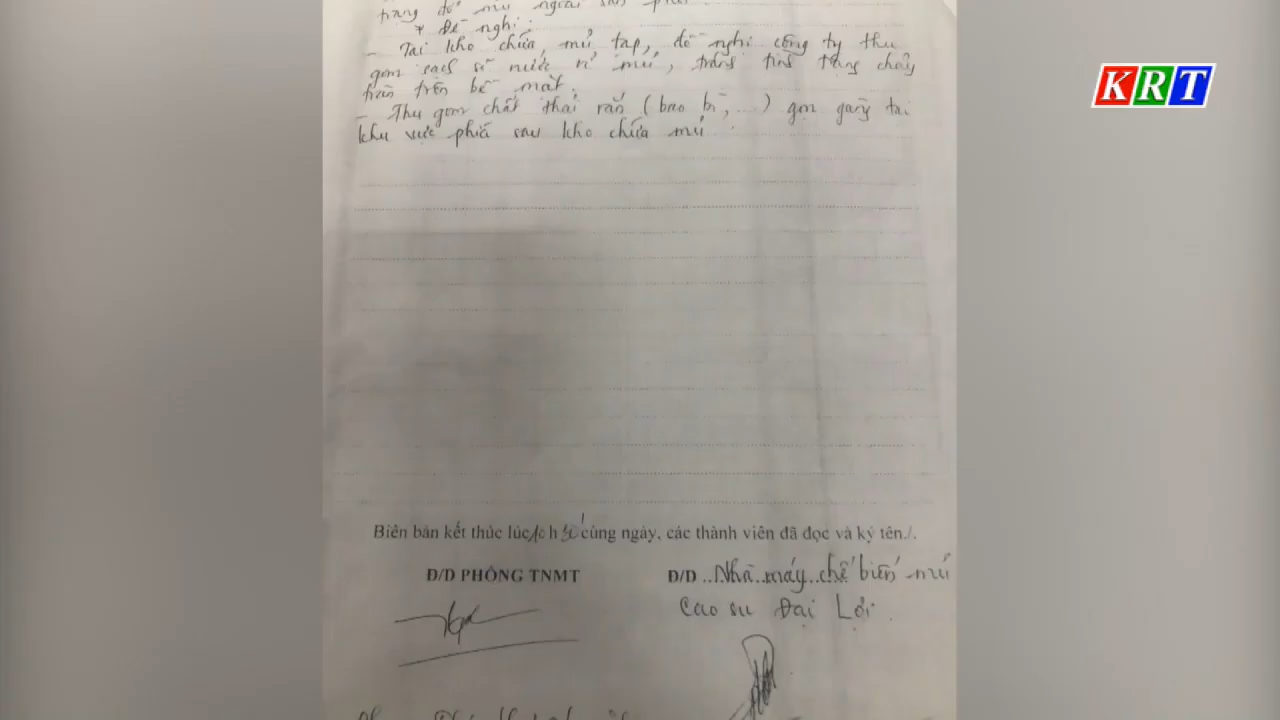 * Đề nghị:
- Tại kho chứa mủ tạp, đề nghị công ty thu
gom sạch sẽ nước rỉ mủ, tránh tình trạng chảy
tràn trên bề mặt.
- Thu gom chất thải rắn (bao bì, ...) gọn gàng tại
khu vực phía sau kho chứa mủ.
KRT
Biên bản kết thúc lúc h cùng ngày, các thành viên đã đọc và ký tên./.
Đ/D PHÒNG TNMT
Đ/D ..Nhà..máy..chế biến mủ
Cao su Đại Lợi.